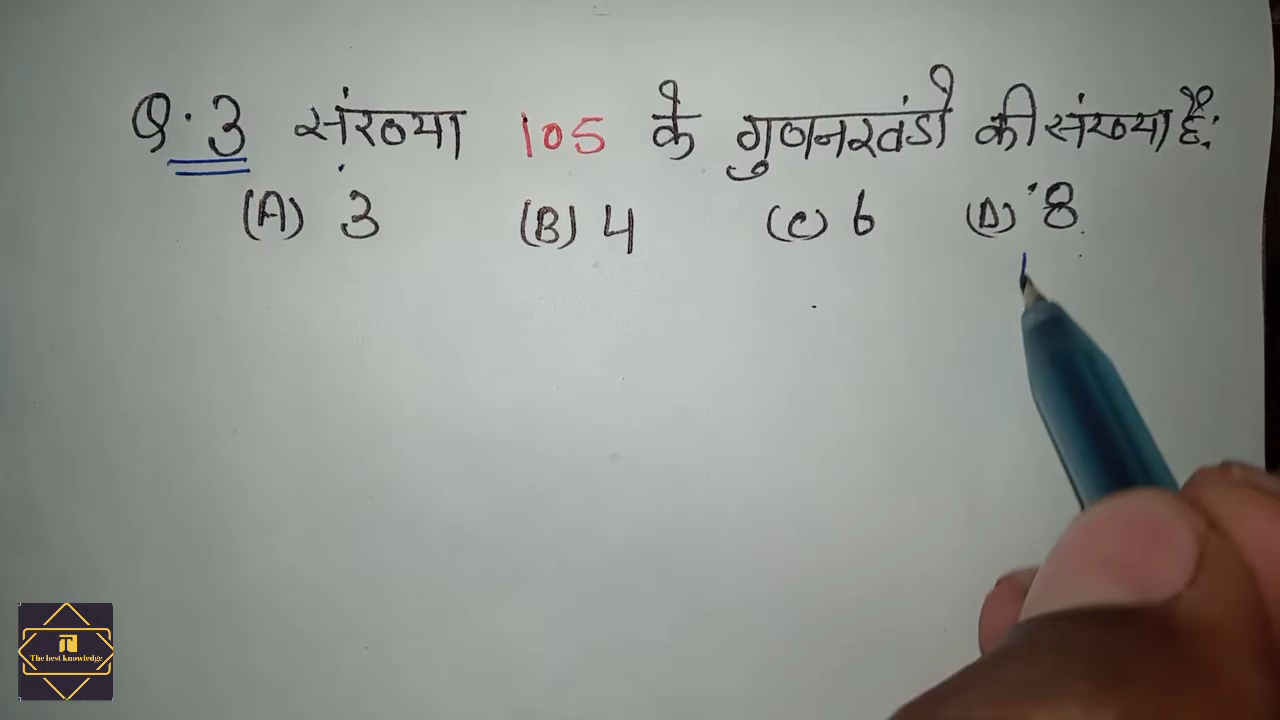 Q. 3 संख्या 105 के गुणनखंडो की संख्या है:
(A) 3 (B) 4 (C) 6 (D) 8
The best knowledge